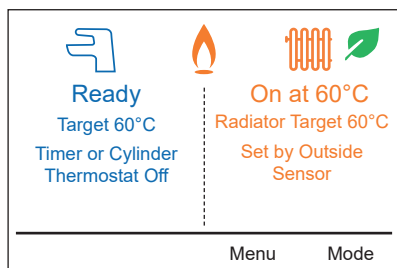 Ready
Target 60°C
Timer or Cylinder
Thermostat Off
On at 60°C
Radiator Target 60°C
Set by Outside
Sensor
Menu
Mode